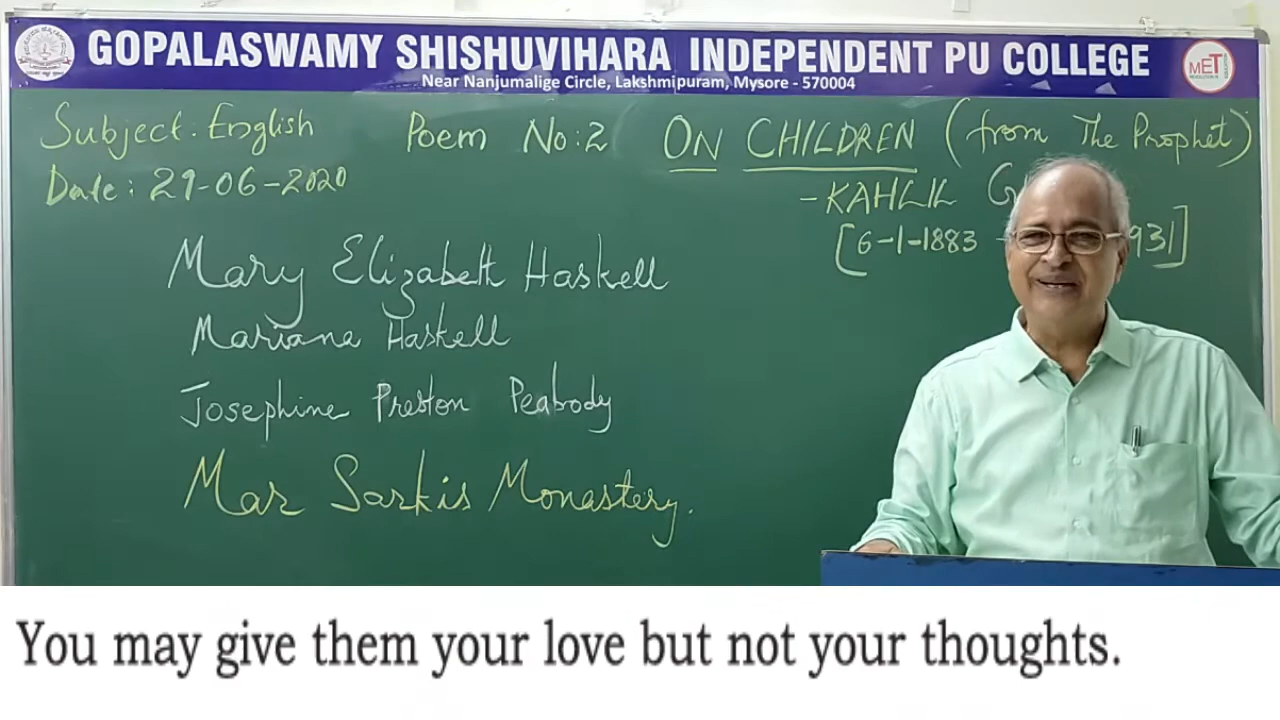 GOPALASWAMY SHISHUVIHARA INDEPENDENT PU COLLEGE
Near Nanjumalige Circle, Lakshmipuram, Mysore - 570004
MET
Subject: English
Poem No:2
ON CHILDREN (from The Prophet)
Date: 29-06-2020
- KAHLIL G
[6-1-1883 - 931]
Mary Elizabeth Haskell
Mariana Haskell
Josephine Preston Peabody
Mar Sarkis Monastery.
You may give them your love but not your thoughts.